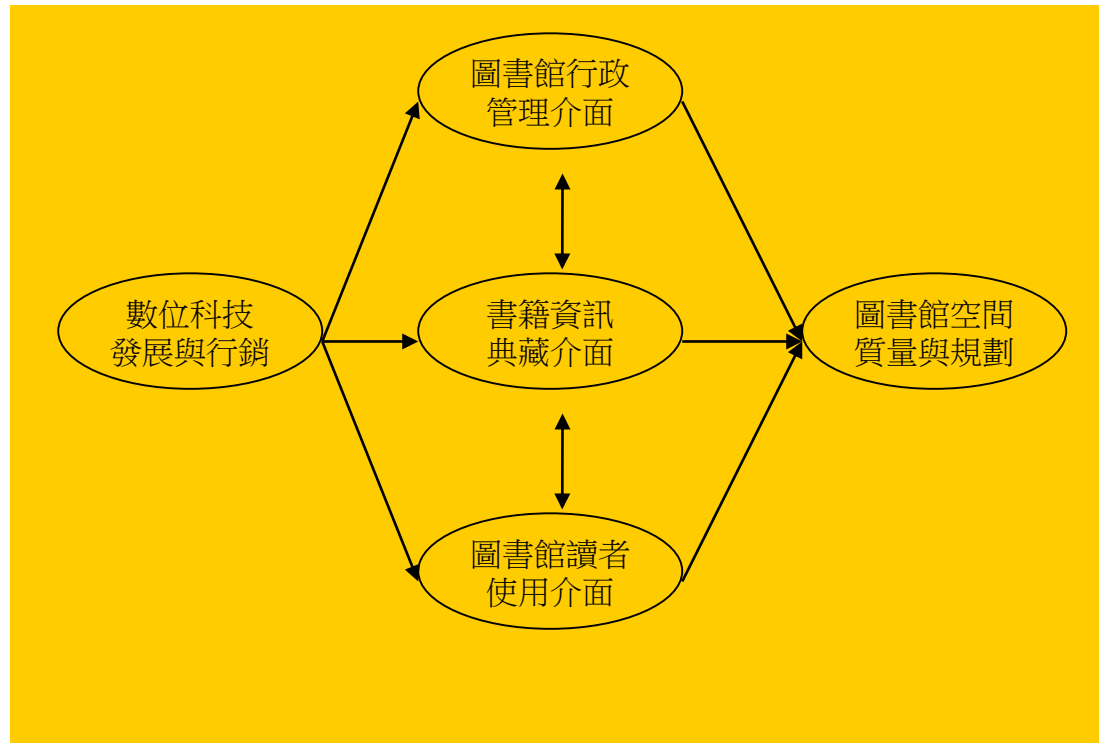 圖書館行政
管理介面
數位科技
發展與行銷
書籍資訊
典藏介面
圖書館空間
質量與規劃
圖書館讀者
使用介面